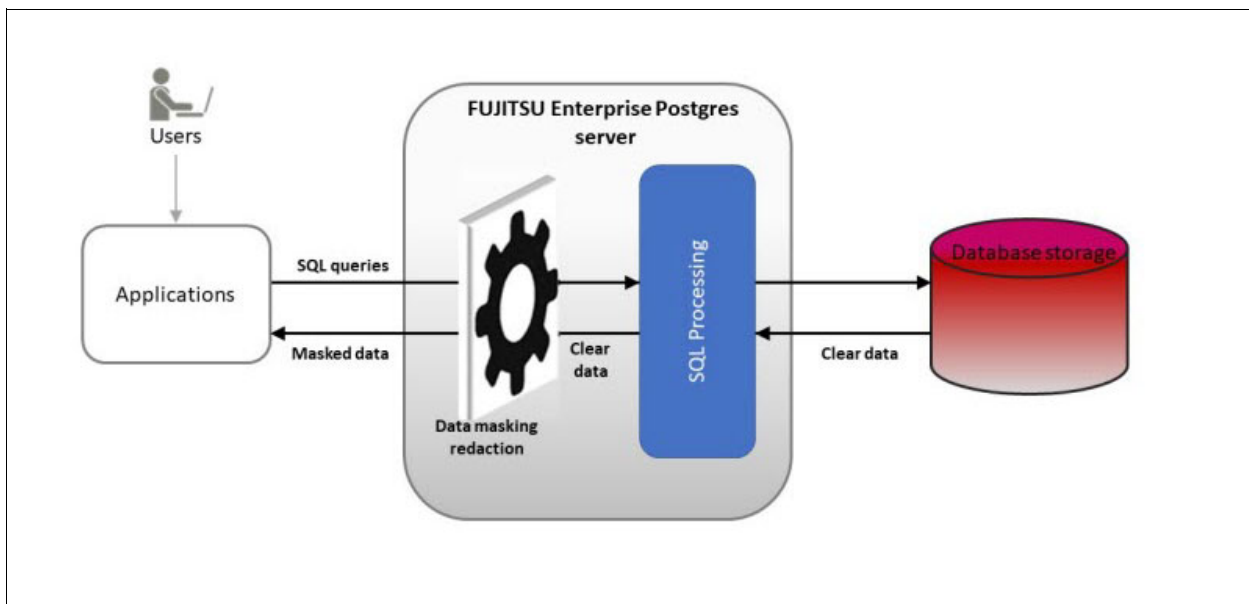 Users
Applications
SQL queries
Masked data
FUJITSU Enterprise Postgres
server
Data masking
redaction
Clear
data
SQL Processing
Clear data
Database storage